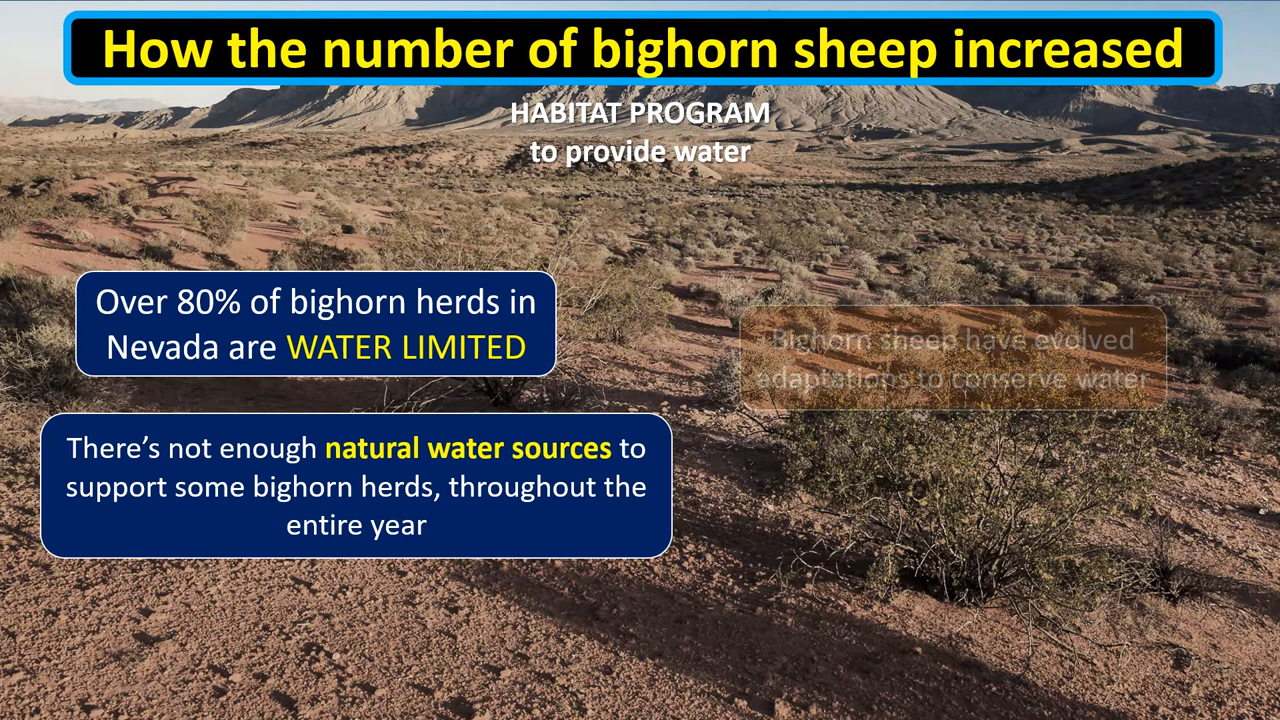 How the number of bighorn sheep increased
HABITAT PROGRAM
to provide water
Over 80% of bighorn herds in
Nevada are WATER LIMITED
Bighorn sheep have evolved
adaptations to conserve water
There’s not enough natural water sources to
support some bighorn herds, throughout the
entire year